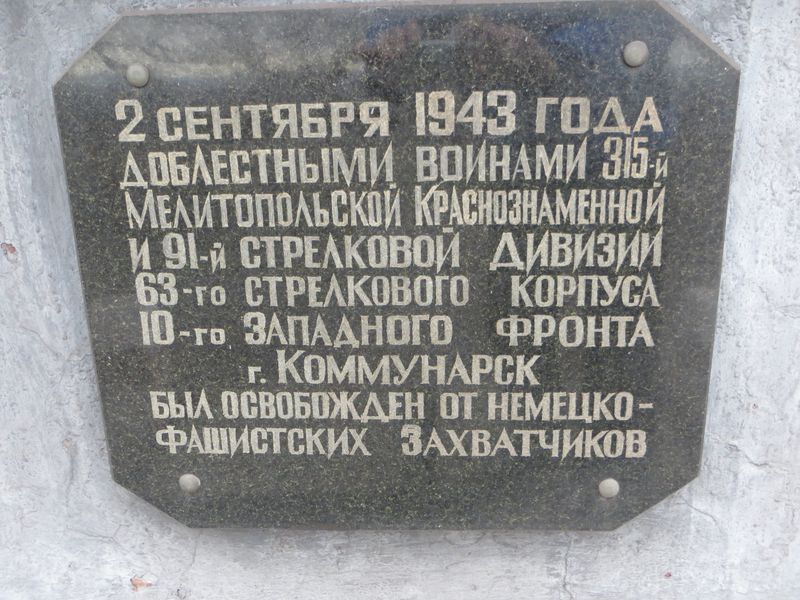 2 СЕНТЯБРЯ 1943 ГОДА
ДОБЛЕСТНЫМИ ВОИНАМИ 315-й
МЕЛИТОПОЛЬСКОЙ КРАСНОЗНАМЕННОЙ
И 91-й СТРЕЛКОВОЙ ДИВИЗИИ
63-го СТРЕЛКОВОГО КОРПУСА
10-го ЗАПАДНОГО ФРОНТА
г. КОММУНАРСК
БЫЛ ОСВОБОЖДЕН ОТ НЕМЕЦКО-
ФАШИСТСКИХ ЗАХВАТЧИКОВ